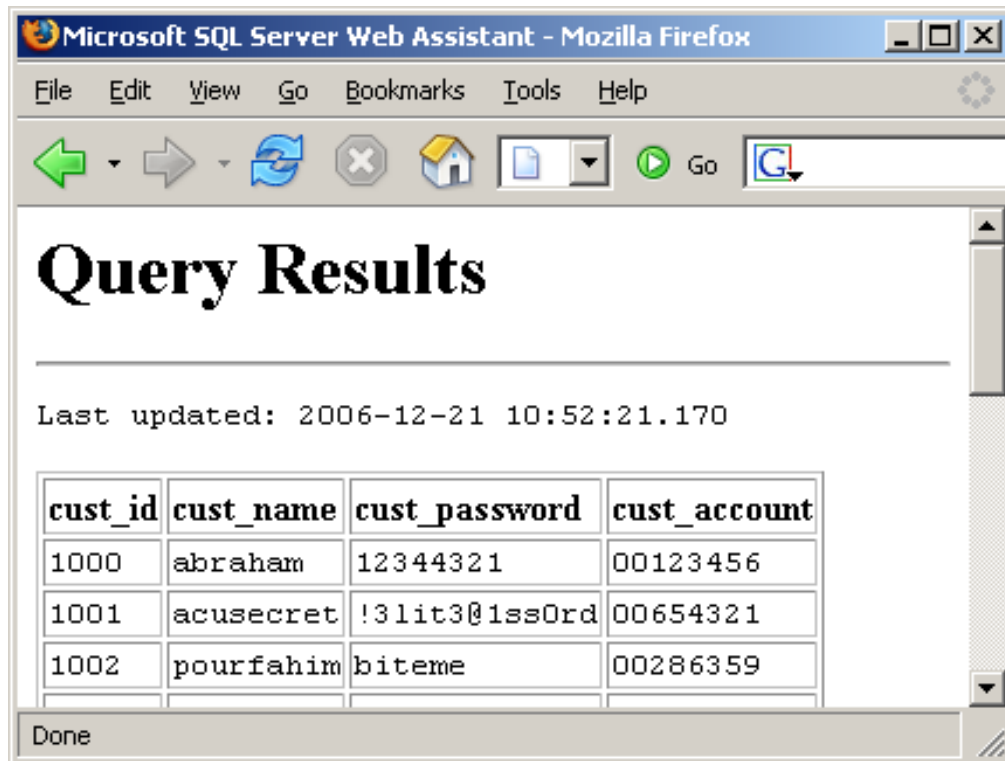 Microsoft SQL Server Web Assistant - Mozilla Firefox
File Edit View Go Bookmarks Tools Help
Go G
Query Results
Last updated: 2006-12-21 10:52:21.170
cust_id cust_name cust_password cust_account
1000 abraham 12344321 00123456
1001 acusecret !3lit3@1ss0rd 00654321
1002 pourfahim biteme 00286359
Done